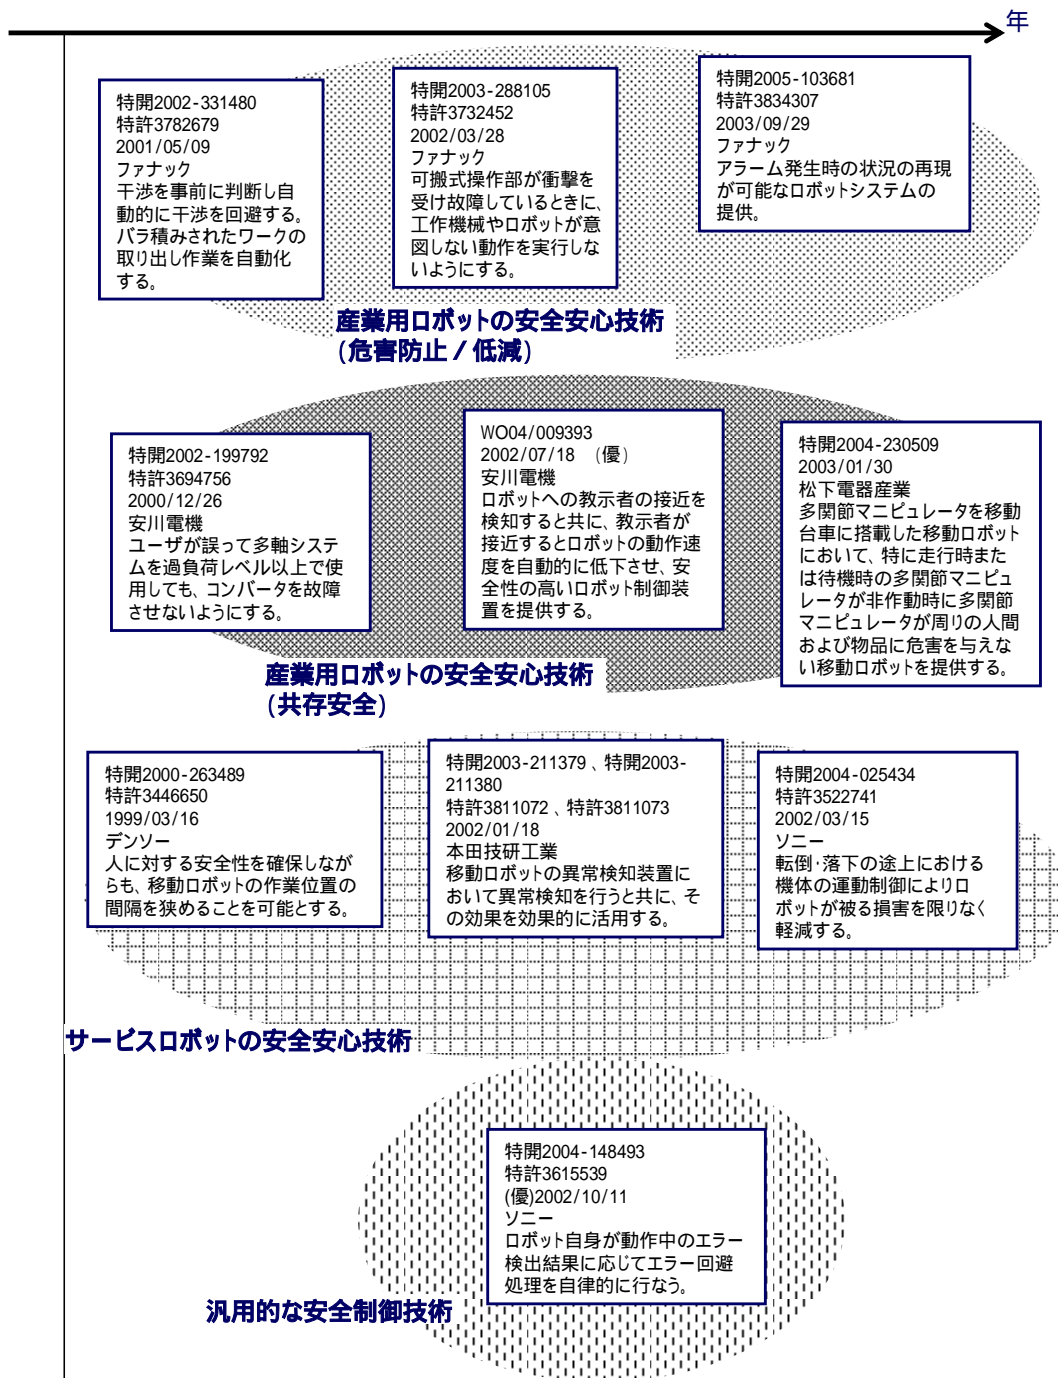 年
特開2002-331480
特許3782679
2001/05/09
ファナック
干渉を事前に判断し自
動的に干渉を回避する。
バラ積みされたワークの
取り出し作業を自動化
する。
特開2003-288105
特許3732452
2002/03/28
ファナック
可搬式操作部が衝撃を
受け故障しているときに、
工作機械やロボットが意
図しない動作を実行しな
いようにする。
特開2005-103681
特許3834307
2003/09/29
ファナック
アラーム発生時の状況の再現
が可能なロボットシステムの
提供。
産業用ロボットの安全安心技術
(危害防止／低減)
特開2002-199792
特許3694756
2000/12/26
安川電機
ユーザが誤って多軸システ
ムを過負荷レベル以上で使
用しても、コンバータを故障
させないようにする。
WO04/009393
2002/07/18 (優)
安川電機
ロボットへの教示者の接近を
検知すると共に、教示者が
接近するとロボットの動作速
度を自動的に低下させ、安
全性の高いロボット制御装
置を提供する。
特開2004-230509
2003/01/30
松下電器産業
多関節マニピュレータを移動
台車に搭載した移動ロボット
において、特に走行時また
は待機時の多関節マニピュ
レータが非作動時に多関節
マニピュレータが周りの人間
および物品に危害を与えな
い移動ロボットを提供する。
産業用ロボットの安全安心技術
(共存安全)
特開2000-263489
特許3446650
1999/03/16
デンソー
人に対する安全性を確保しなが
らも、移動ロボットの作業位置の
間隔を狭めることを可能とする。
特開2003-211379 、特開2003-
211380
特許3811072 、特許3811073
2002/01/18
本田技研工業
移動ロボットの異常検知装置に
おいて異常検知を行うと共に、そ
の効果を効果的に活用する。
特開2004-025434
特許3522741
2002/03/15
ソニー
転倒・落下の途上における
機体の運動制御によりロ
ボットが被る損害を限りなく
軽減する。
サービスロボットの安全安心技術
特開2004-148493
特許3615539
(優)2002/10/11
ソニー
ロボット自身が動作中のエラー
検出結果に応じてエラー回避
処理を自律的に行なう。
汎用的な安全制御技術